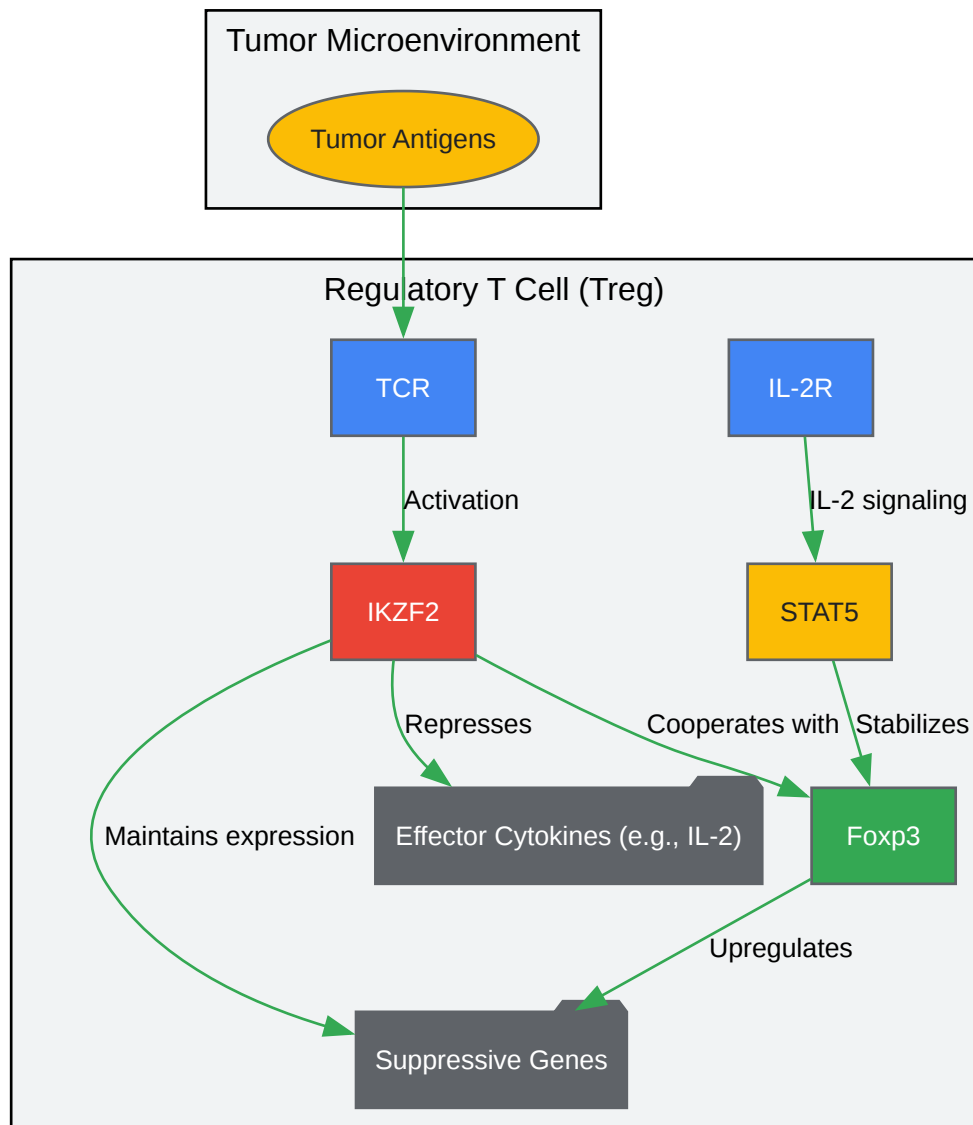 Tumor Microenvironment
Tumor Antigens
Regulatory T Cell (Treg)
TCR
IL-2R
Activation
IL-2 signaling
IKZF2
STAT5
Represses
Cooperates with
Stabilizes
Maintains expression
Effector Cytokines (e.g., IL-2)
Foxp3
Upregulates
Suppressive Genes